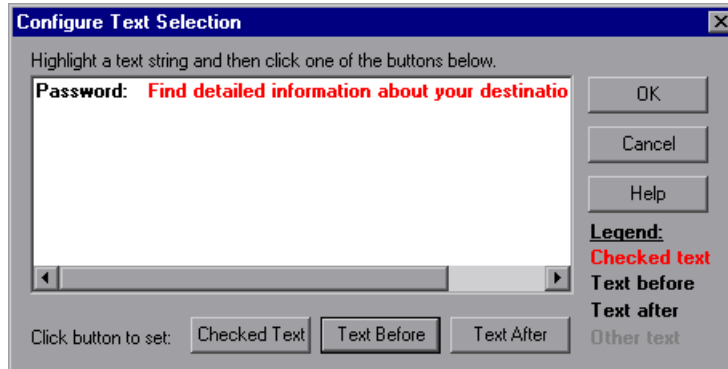 Configure Text Selection
Highlight a text string and then click one of the buttons below.
Password: Find detailed information about your destinatio
OK
Cancel
Help
Legend:
Checked text
Text before
Text after
Other text
Click button to set: Checked Text Text Before Text After